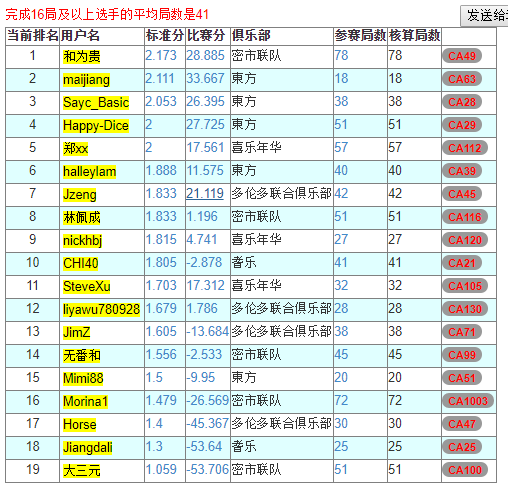 完成16局及以上选手的平均局数是41
发送给
当前排名 用户名 标准分 比赛分 俱乐部 参赛局数 核算局数
1 和为贵 2.173 28.885 密市联队 78 78 CA49
2 maijiang 2.111 33.667 東方 18 18 CA63
3 Sayc_Basic 2.053 26.395 東方 38 38 CA28
4 Happy-Dice 2 27.725 東方 51 51 CA29
5 郑xx 2 17.561 喜乐年华 57 57 CA112
6 halleylam 1.888 11.575 東方 40 40 CA39
7 Jzeng 1.833 21.119 多伦多联合俱乐部 42 42 CA45
8 林佩成 1.833 1.196 密市联队 51 51 CA116
9 nickhbj 1.815 4.741 喜乐年华 27 27 CA120
10 CHI40 1.805 -2.878 耆乐 41 41 CA21
11 SteveXu 1.703 17.312 喜乐年华 32 32 CA105
12 liyawu780928 1.679 1.786 多伦多联合俱乐部 28 28 CA130
13 JimZ 1.605 -13.684 多伦多联合俱乐部 38 38 CA71
14 无番和 1.556 -2.533 密市联队 45 45 CA99
15 Mimi88 1.5 -9.95 東方 20 20 CA51
16 Morina1 1.479 -26.569 密市联队 72 72 CA1003
17 Horse 1.4 -45.367 多伦多联合俱乐部 30 30 CA47
18 Jiangdali 1.3 -53.64 耆乐 25 25 CA25
19 大三元 1.059 -53.706 密市联队 51 51 CA100